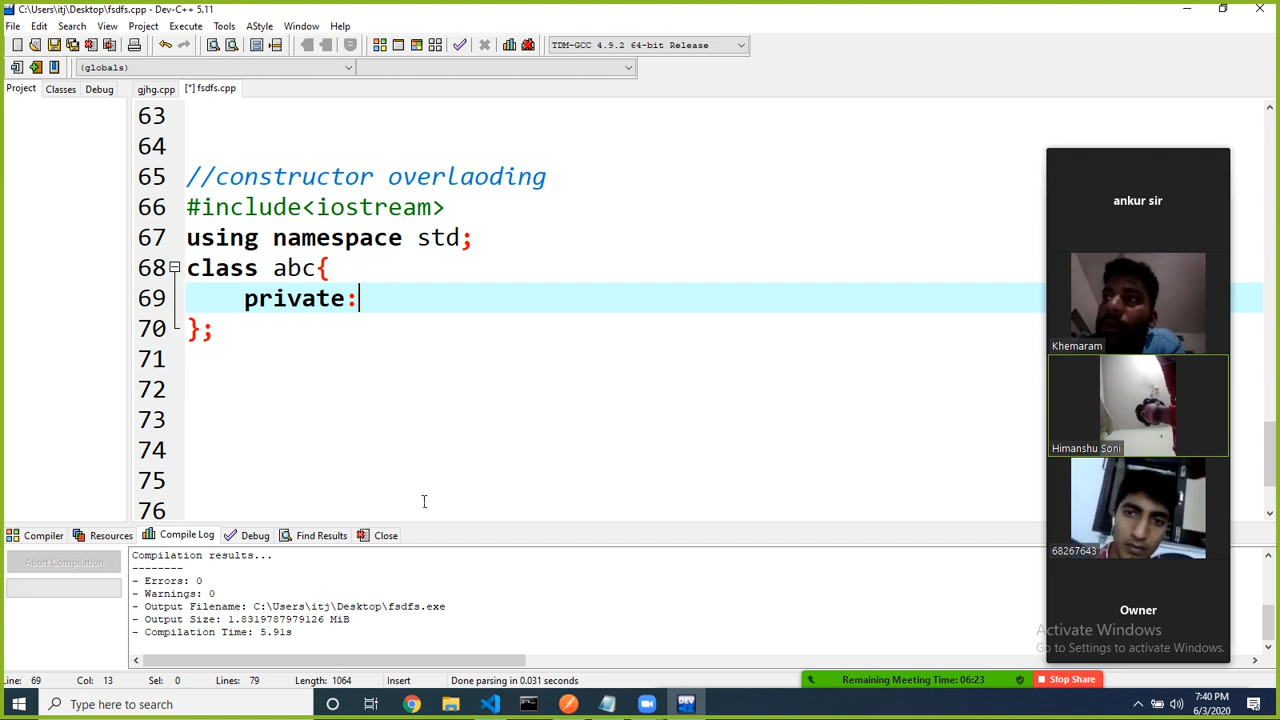 C:\Users\itj\Desktop\fsdfs.cpp - Dev-C++ 5.11
File Edit Search View Project Execute Tools AStyle Window Help
TDM-GCC 4.9.2 64-bit Release
(globals)
Project Classes Debug gjhg.cpp [*] fsdfs.cpp
63
64
65 //constructor overlaoding
66 #include<iostream>
67 using namespace std;
68 class abc{
69 private:
70 };
71
72
73
74
75
76
ankur sir
Khemaram
Himanshu Soni
68267643
Owner
Compiler Resources Compile Log Debug Find Results Close
Abort Compilation
Compilation results...
--------
- Errors: 0
- Warnings: 0
- Output Filename: C:\Users\itj\Desktop\fsdfs.exe
- Output Size: 1.8319787979126 MiB
- Compilation Time: 5.91s
Activate Windows
Go to Settings to activate Windows.
Line: 69 Col: 13 Sel: 0 Lines: 79 Length: 1064 Insert Done parsing in 0.031 seconds
Remaining Meeting Time: 06:23 Stop Share
Type here to search
DEV
7:40 PM
6/3/2020